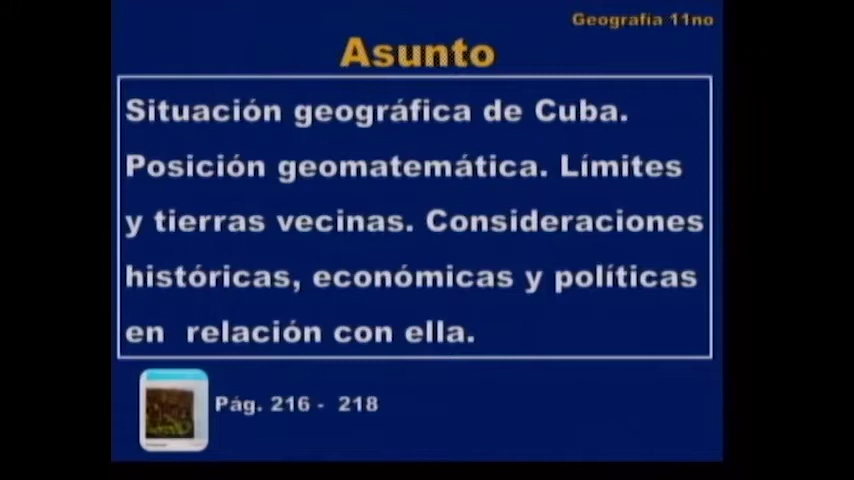 Geografía 11no
Asunto
Situación geográfica de Cuba.
Posición geomatemática. Límites
y tierras vecinas. Consideraciones
históricas, económicas y políticas
en relación con ella.
Pág. 216 - 218